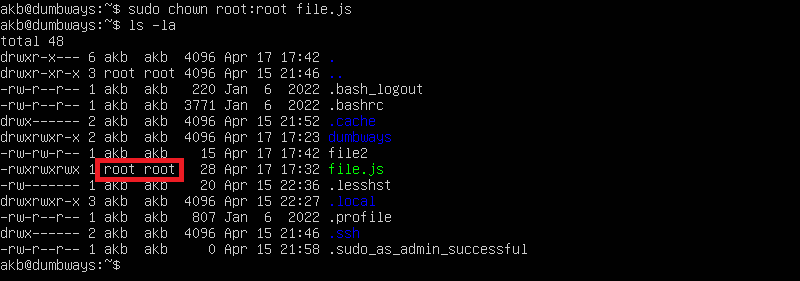 akb@dumbways:~$ sudo chown root:root file.js
akb@dumbways:~$ ls -la
total 48
drwxr-x--- 6 akb  akb  4096 Apr 17 17:42 .
drwxr-xr-x 3 root root 4096 Apr 15 21:46 ..
-rw-r--r-- 1 akb  akb   220 Jan  6  2022 .bash_logout
-rw-r--r-- 1 akb  akb  3771 Jan  6  2022 .bashrc
drwx------ 2 akb  akb  4096 Apr 15 21:52 .cache
drwxrwxr-x 2 akb  akb  4096 Apr 17 17:23 dumbways
-rw-rw-r-- 1 akb  akb    15 Apr 17 17:42 file2
-rwxrwxrwx 1 root root   28 Apr 17 17:32 file.js
-rw------- 1 akb  akb    20 Apr 15 22:36 .lesshst
drwxrwxr-x 3 akb  akb  4096 Apr 15 22:27 .local
-rw-r--r-- 1 akb  akb   807 Jan  6  2022 .profile
drwx------ 2 akb  akb  4096 Apr 15 21:46 .ssh
-rw-r--r-- 1 akb  akb     0 Apr 15 21:58 .sudo_as_admin_successful
akb@dumbways:~$